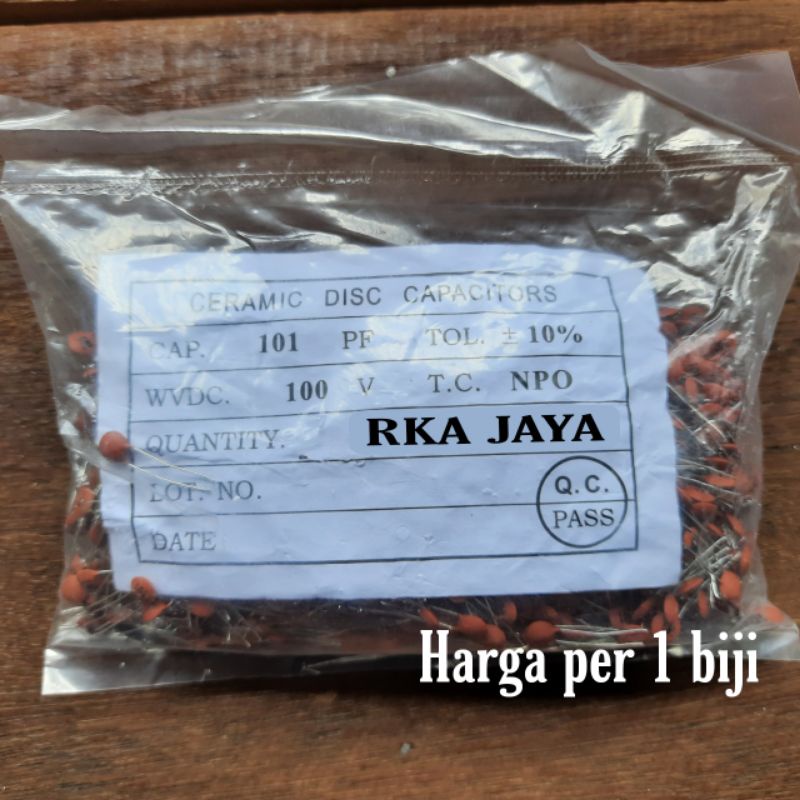 CERAMIC DISC CAPACITORS
CAP. 101 PF TOL. ± 10%
WVDC. 100 V T.C. NPO
QUANTITY. RKA JAYA
LOT. NO. Q.C.
DATE PASS
Harga per 1 biji